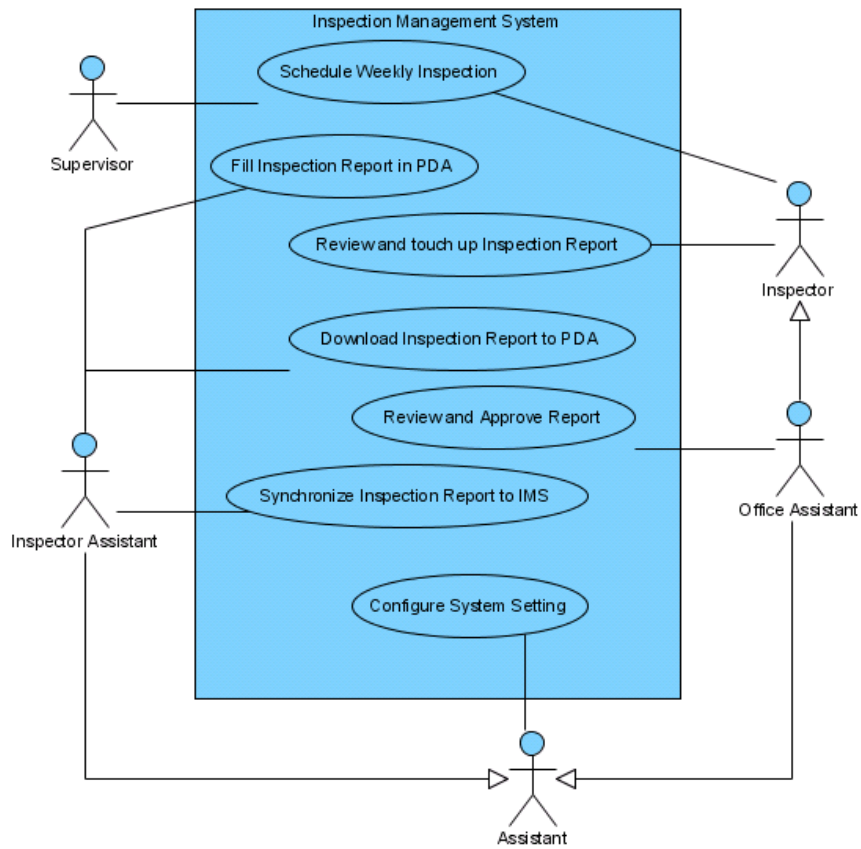 Inspection Management System
Schedule Weekly Inspection
Supervisor
Fill Inspection Report in PDA
Review and touch up Inspection Report
Inspector
Download Inspection Report to PDA
Review and Approve Report
Synchronize Inspection Report to IMS
Office Assistant
Inspector Assistant
Configure System Setting
Assistant